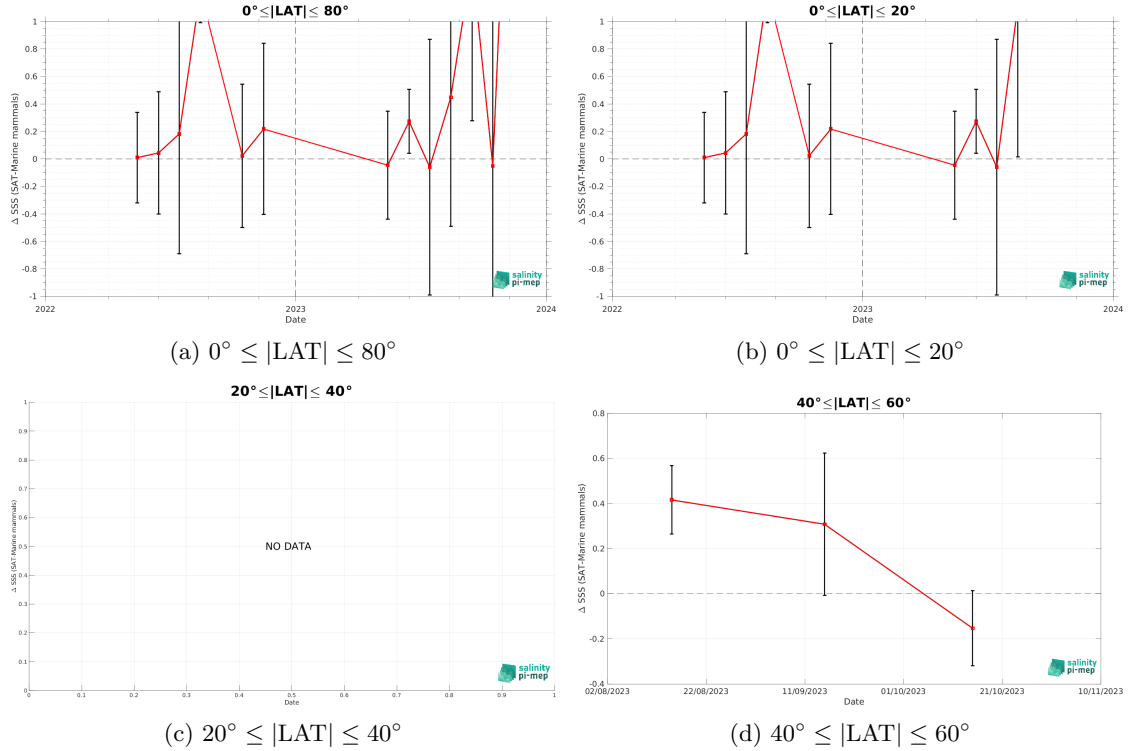 0°≤|LAT|≤ 80°
1
0.8
0.6
0.4
0.2
0
-0.2
-0.4
-0.6
-0.8
-1
Δ SSS (SAT-Marine mammals)
2022
2023
2024
Date
salinity
pi-mep
(a) 0° ≤ |LAT| ≤ 80°
0°≤|LAT|≤ 20°
1
0.8
0.6
0.4
0.2
0
-0.2
-0.4
-0.6
-0.8
-1
Δ SSS (SAT-Marine mammals)
2022
2023
2024
Date
salinity
pi-mep
(b) 0° ≤ |LAT| ≤ 20°
20°≤|LAT|≤ 40°
1
0.9
0.8
0.7
0.6
0.5
0.4
0.3
0.2
0.1
0
Δ SSS (SAT-Marine mammals)
NO DATA
0
0.1
0.2
0.3
0.4
0.5
0.6
0.7
0.8
0.9
1
Date
salinity
pi-mep
(c) 20° ≤ |LAT| ≤ 40°
40°≤|LAT|≤ 60°
0.8
0.6
0.4
0.2
0
-0.2
-0.4
Δ SSS (SAT-Marine mammals)
02/08/2023
22/08/2023
11/09/2023
01/10/2023
21/10/2023
10/11/2023
Date
salinity
pi-mep
(d) 40° ≤ |LAT| ≤ 60°